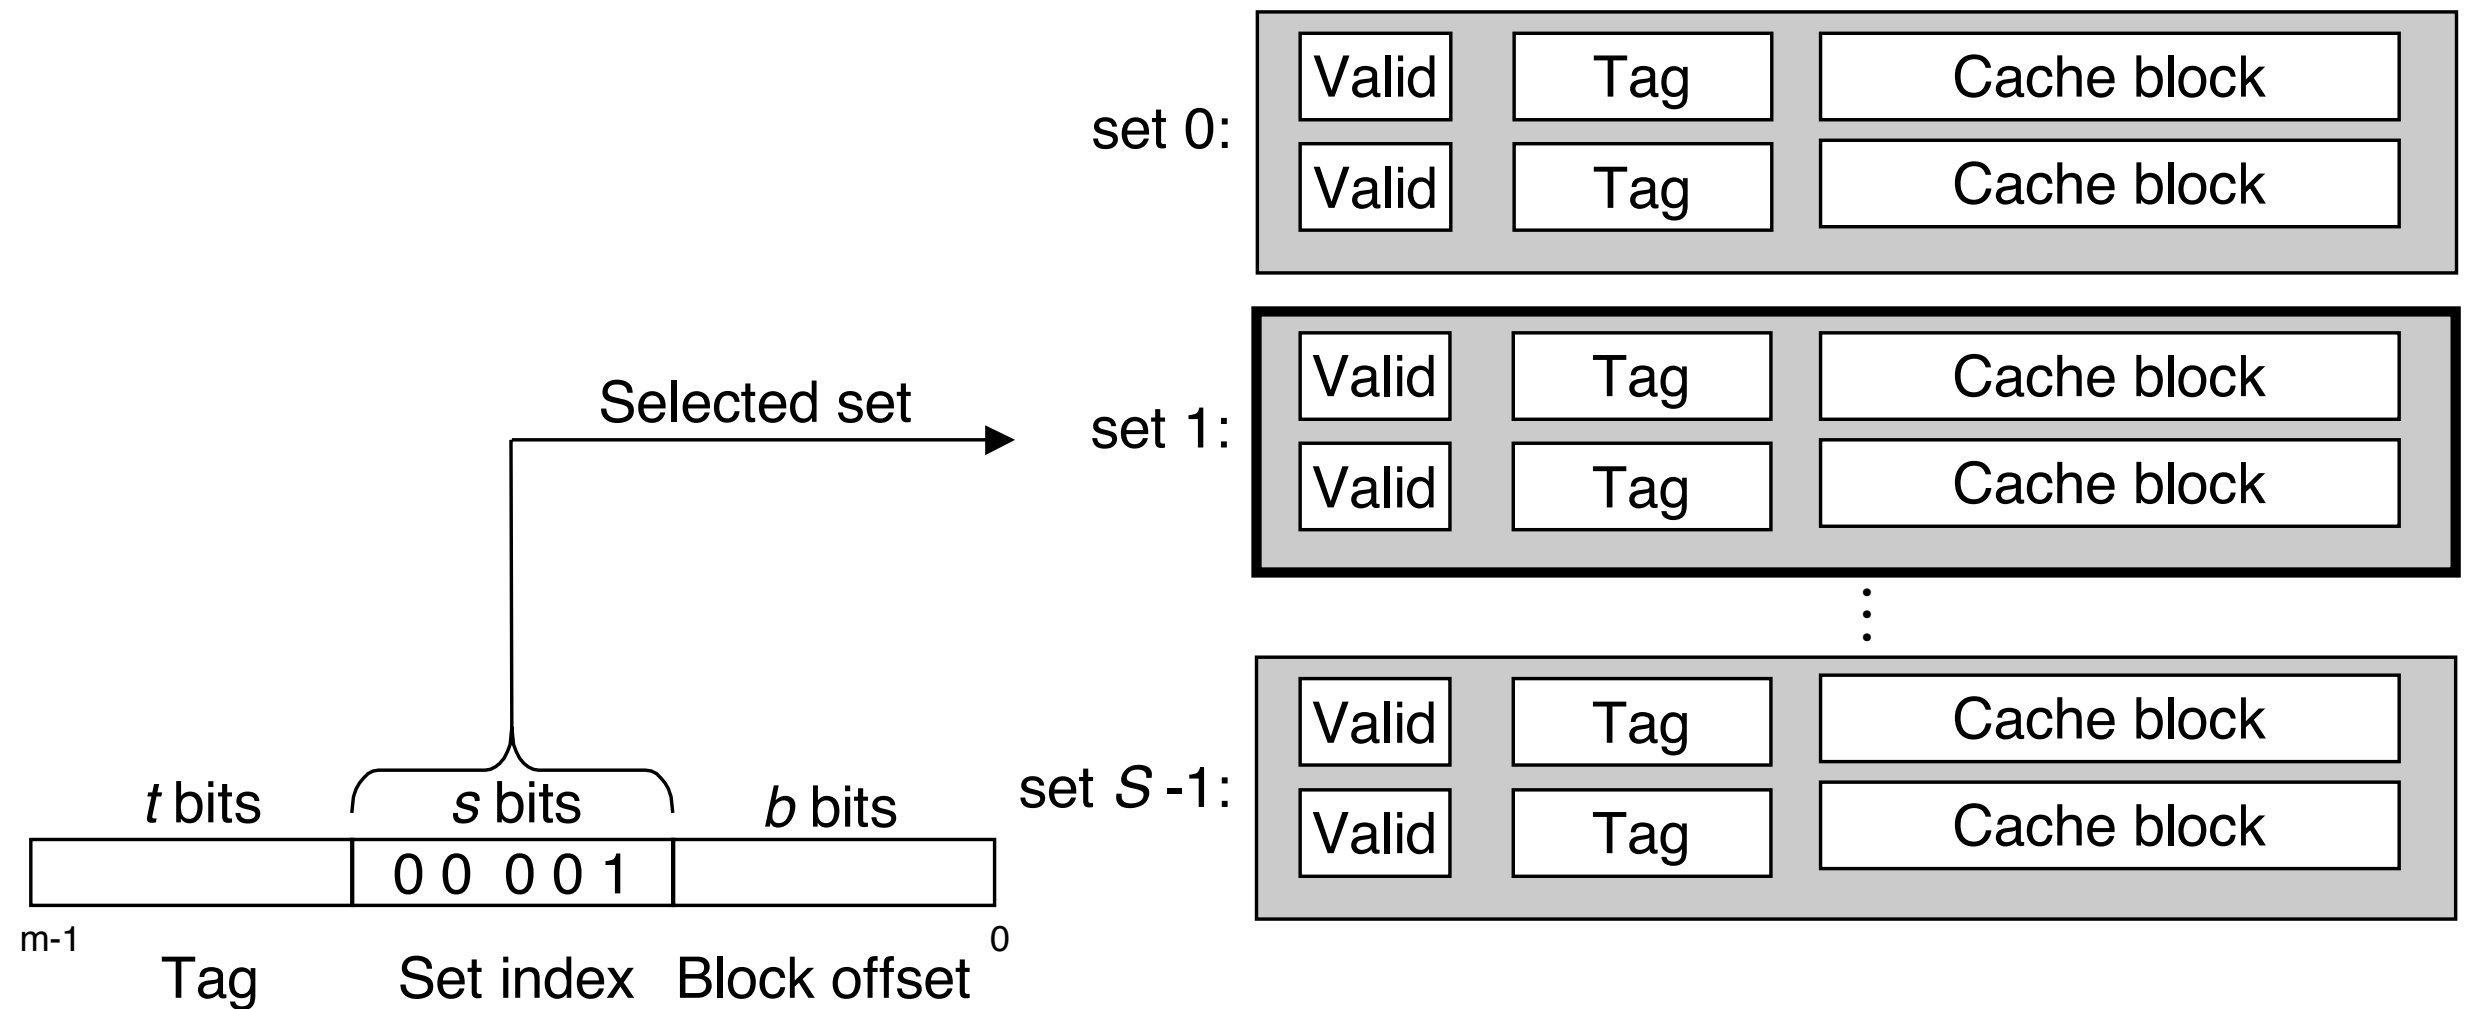 Valid Tag Cache block
set 0:
Valid Tag Cache block
Valid Tag Cache block
Selected set
set 1:
Valid Tag Cache block
Valid Tag Cache block
t bits s bits b bits
set S -1:
Valid Tag Cache block
0 0 0 0 1
m-1 0
Tag Set index Block offset